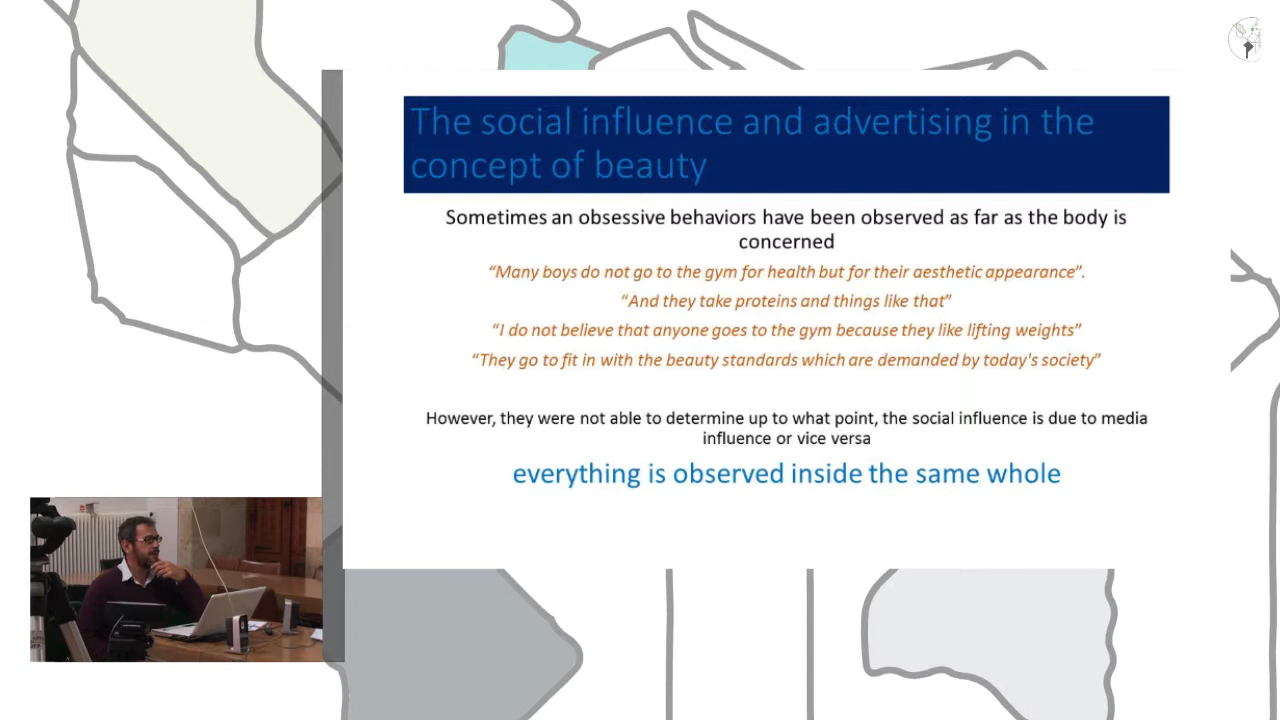 The social influence and advertising in the
concept of beauty
Sometimes an obsessive behaviors have been observed as far as the body is
concerned
“Many boys do not go to the gym for health but for their aesthetic appearance”.
“And they take proteins and things like that”
“I do not believe that anyone goes to the gym because they like lifting weights”
“They go to fit in with the beauty standards which are demanded by today's society”
However, they were not able to determine up to what point, the social influence is due to media
influence or vice versa
everything is observed inside the same whole